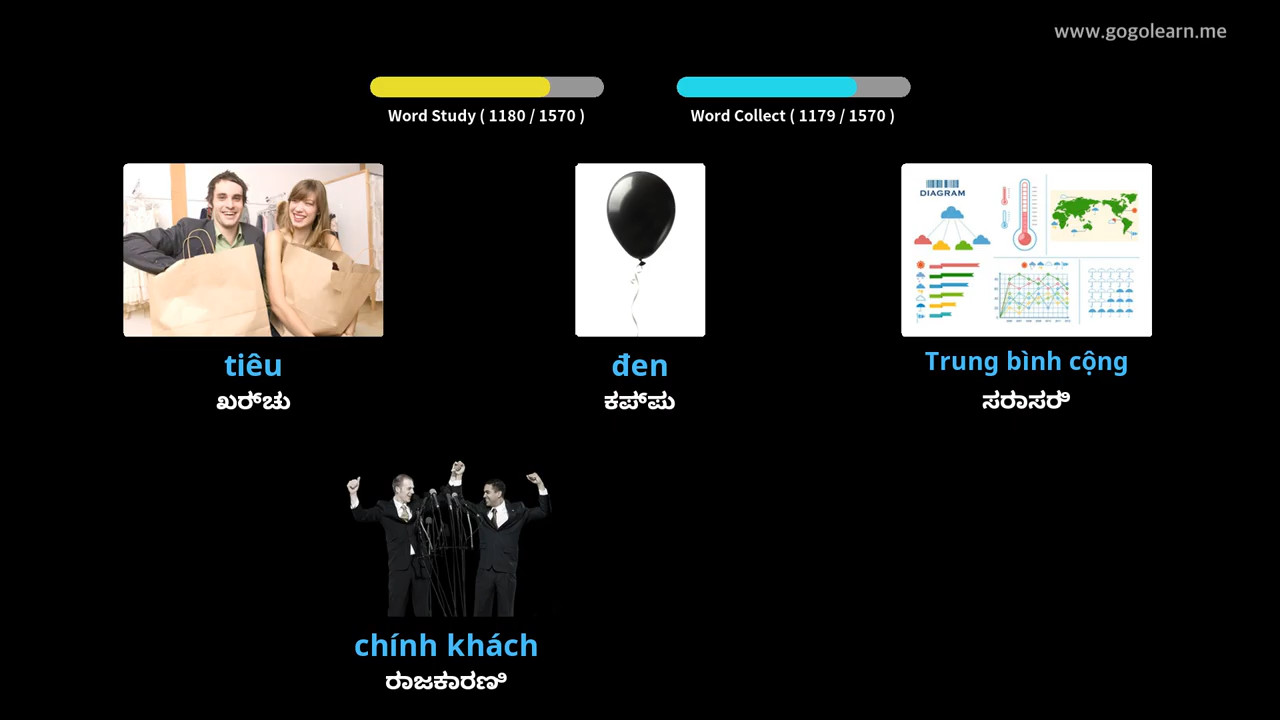 www.gogolearn.me
Word Study ( 1180 / 1570 )
Word Collect ( 1179 / 1570 )
DIAGRAM
tiêu
ಖರ್ಚು
đen
ಕಪ್ಪು
Trung bình cộng
ಸರಾಸರಿ
chính khách
ರಾಜಕಾರಣಿ